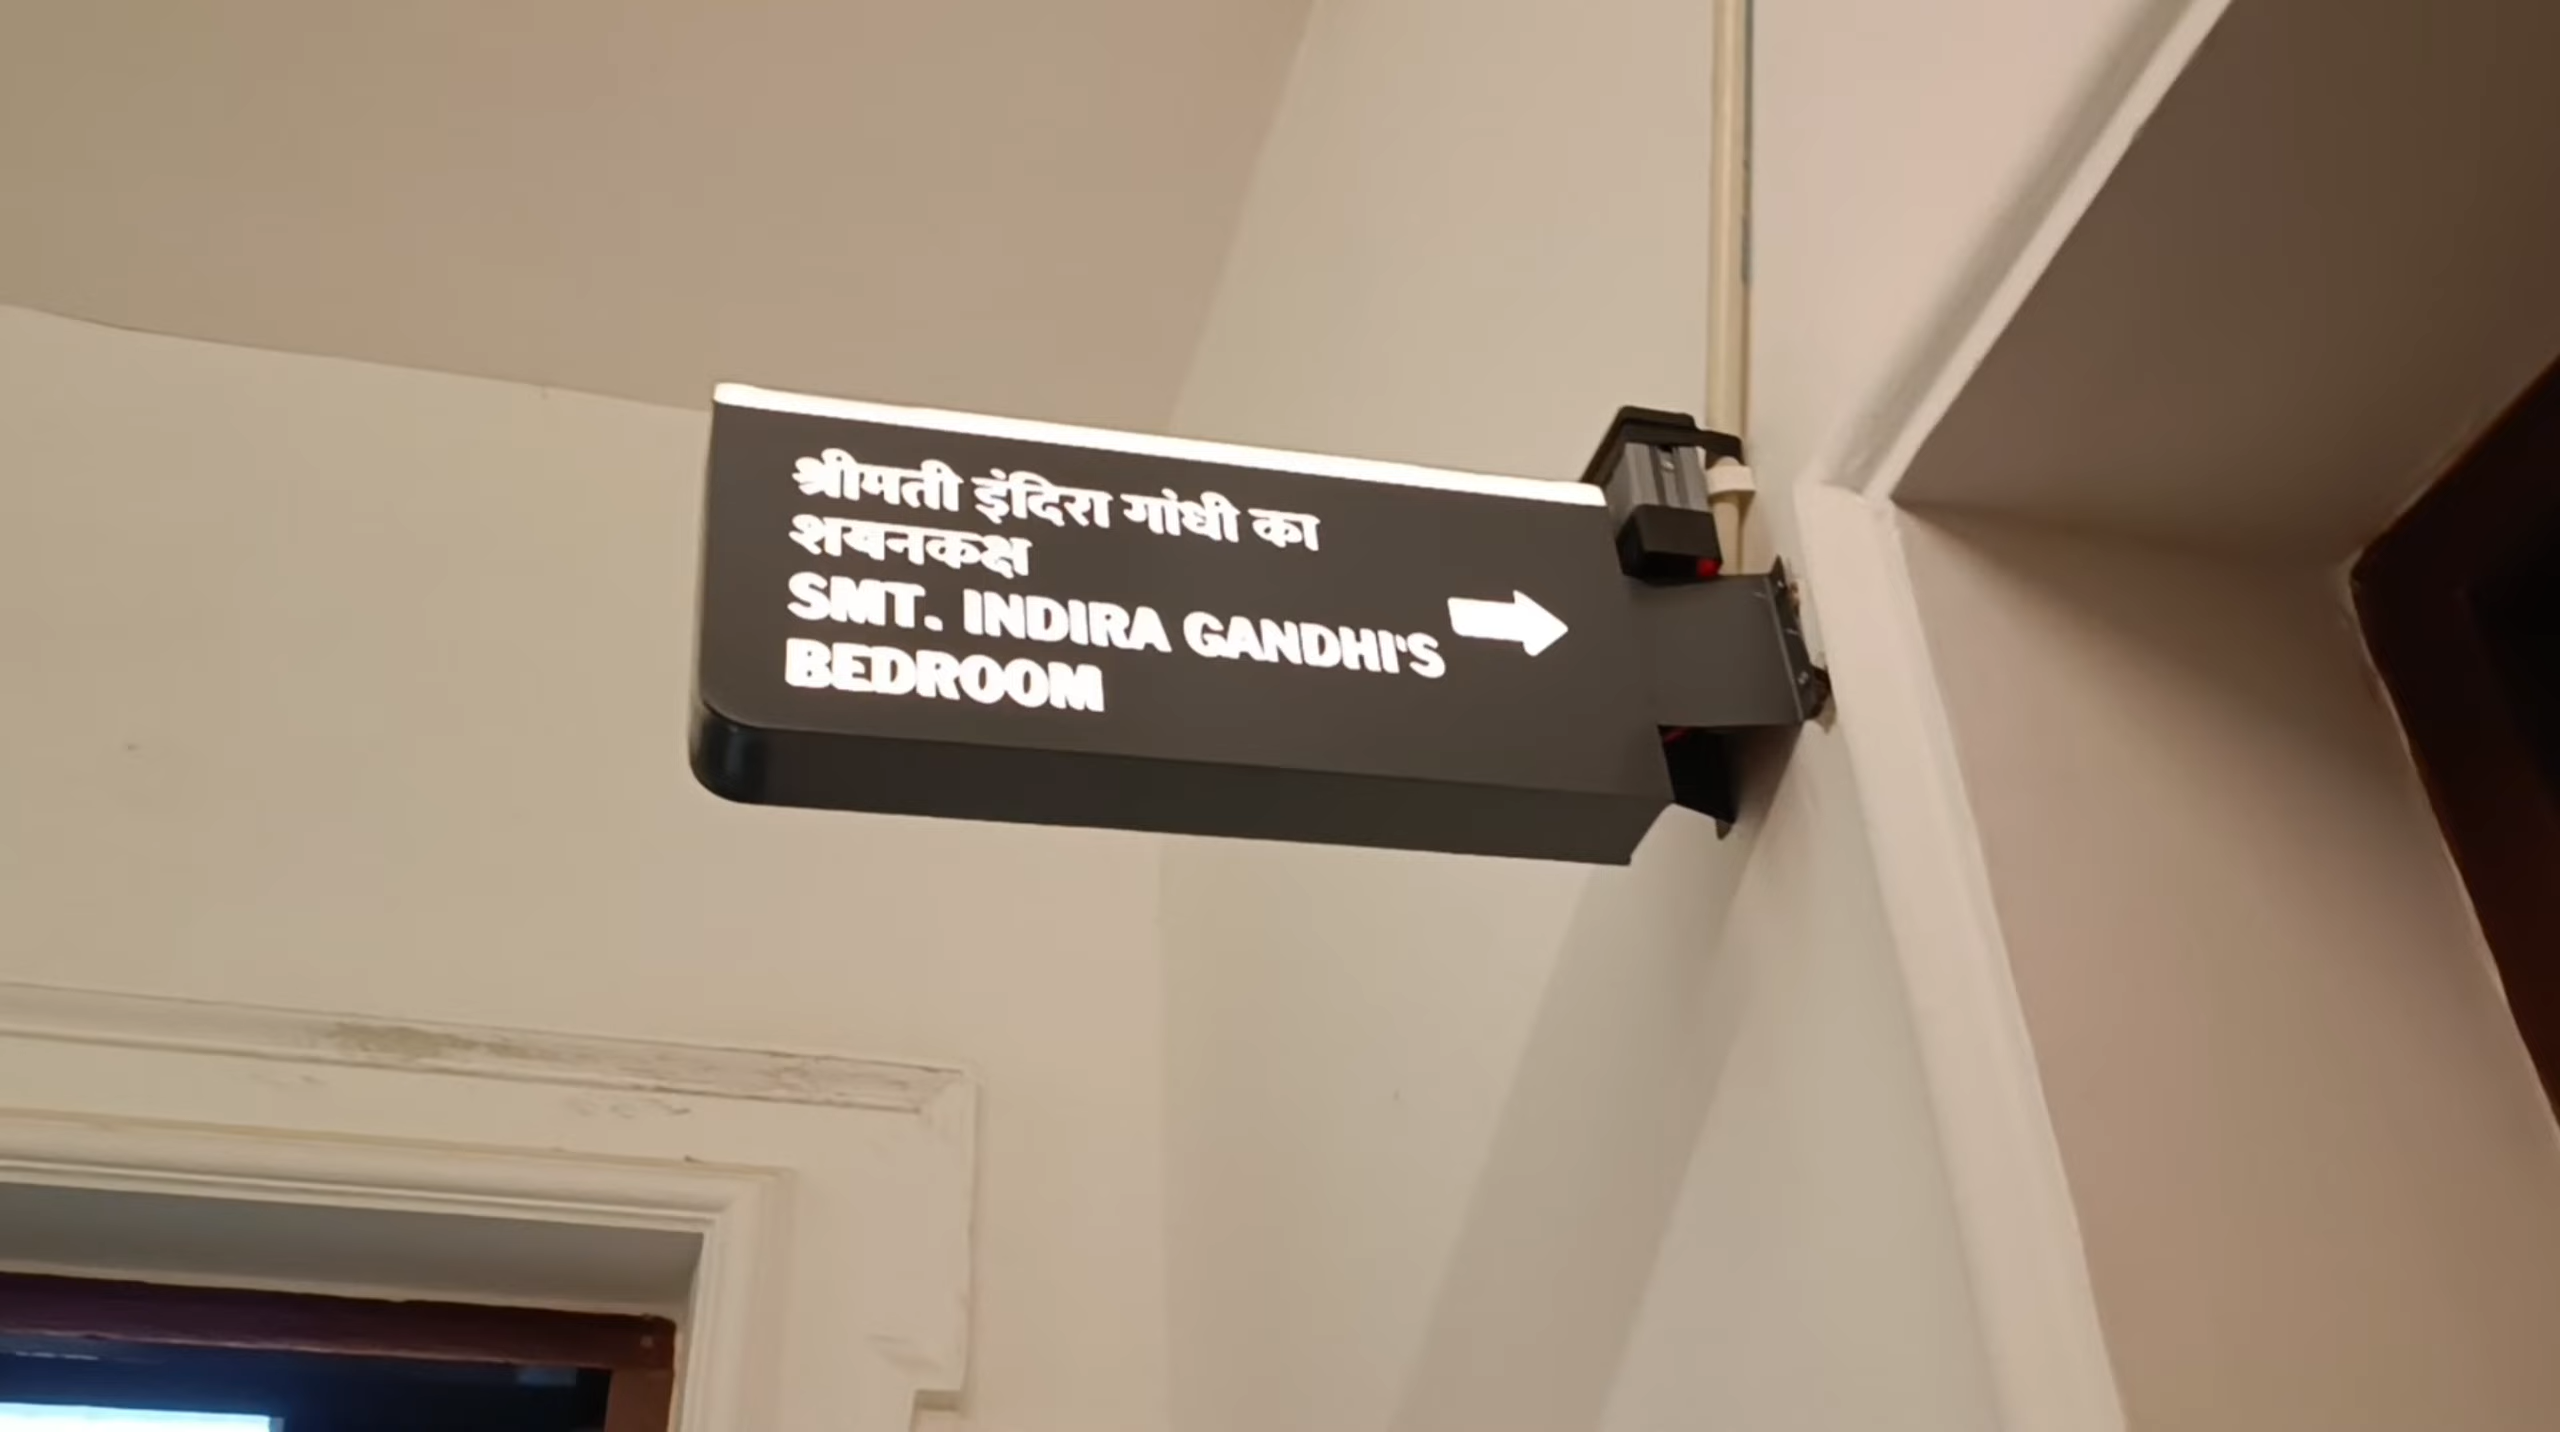 श्रीमती इंदिरा गांधी का
शयनकक्ष
SMT. INDIRA GANDHI'S
BEDROOM